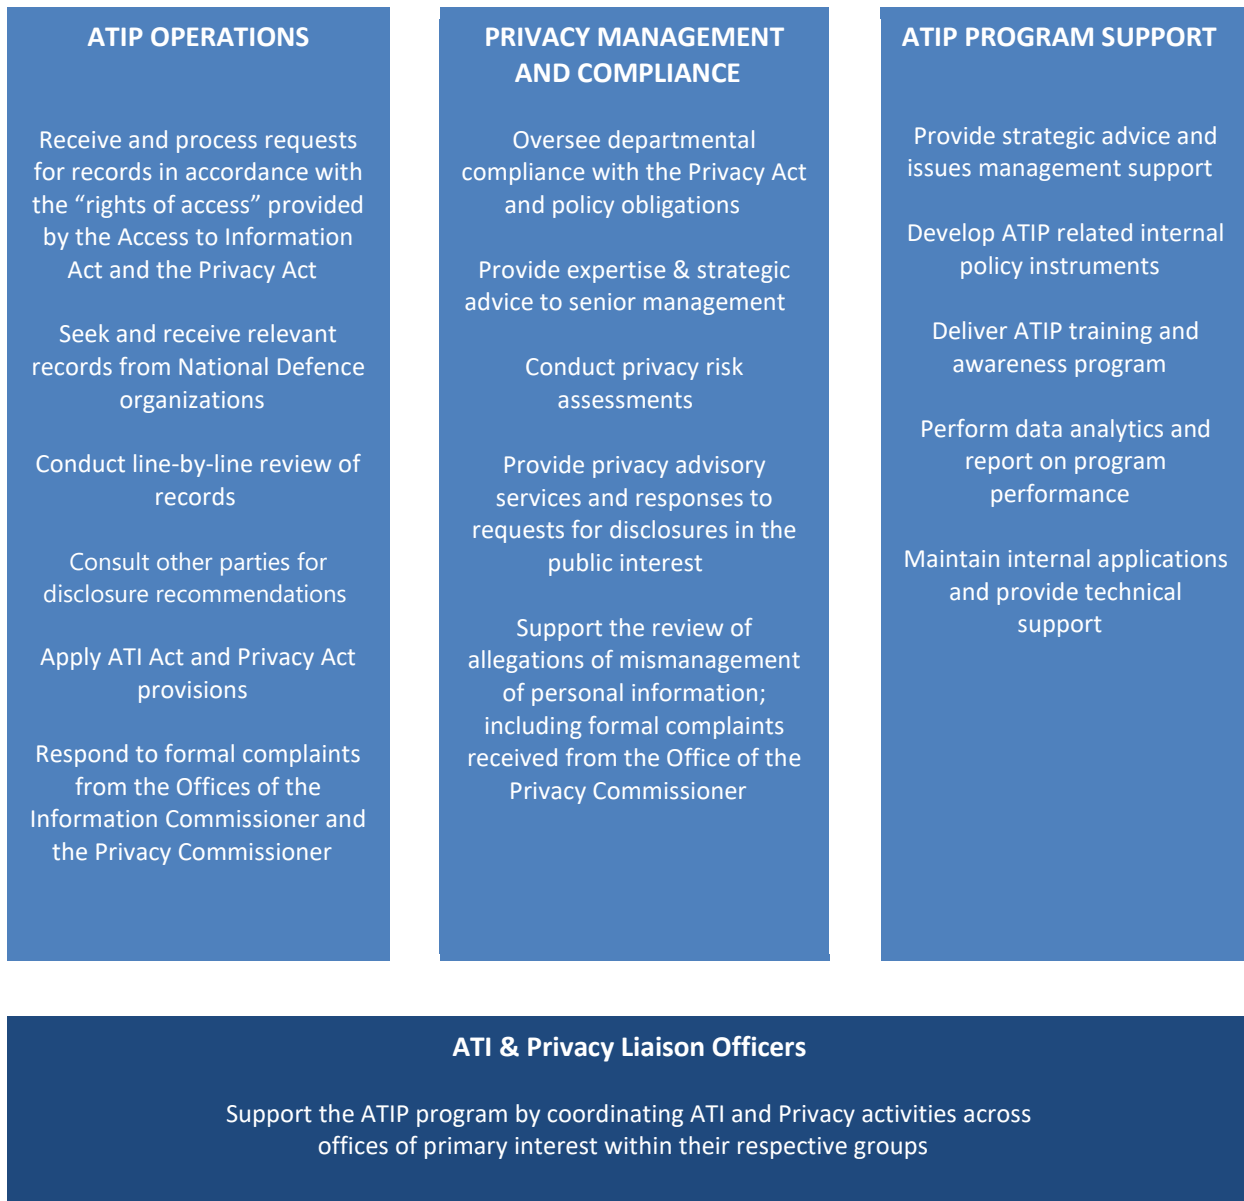 ATIP OPERATIONS
Receive and process requests
for records in accordance with
the “rights of access” provided
by the Access to Information
Act and the Privacy Act
Seek and receive relevant
records from National Defence
organizations
Conduct line-by-line review of
records
Consult other parties for
disclosure recommendations
Apply ATI Act and Privacy Act
provisions
Respond to formal complaints
from the Offices of the
Information Commissioner and
the Privacy Commissioner
PRIVACY MANAGEMENT
AND COMPLIANCE
Oversee departmental
compliance with the Privacy Act
and policy obligations
Provide expertise & strategic
advice to senior management
Conduct privacy risk
assessments
Provide privacy advisory
services and responses to
requests for disclosures in the
public interest
Support the review of
allegations of mismanagement
of personal information;
including formal complaints
received from the Office of the
Privacy Commissioner
ATIP PROGRAM SUPPORT
Provide strategic advice and
issues management support
Develop ATIP related internal
policy instruments
Deliver ATIP training and
awareness program
Perform data analytics and
report on program
performance
Maintain internal applications
and provide technical
support
ATI & Privacy Liaison Officers
Support the ATIP program by coordinating ATI and Privacy activities across
offices of primary interest within their respective groups